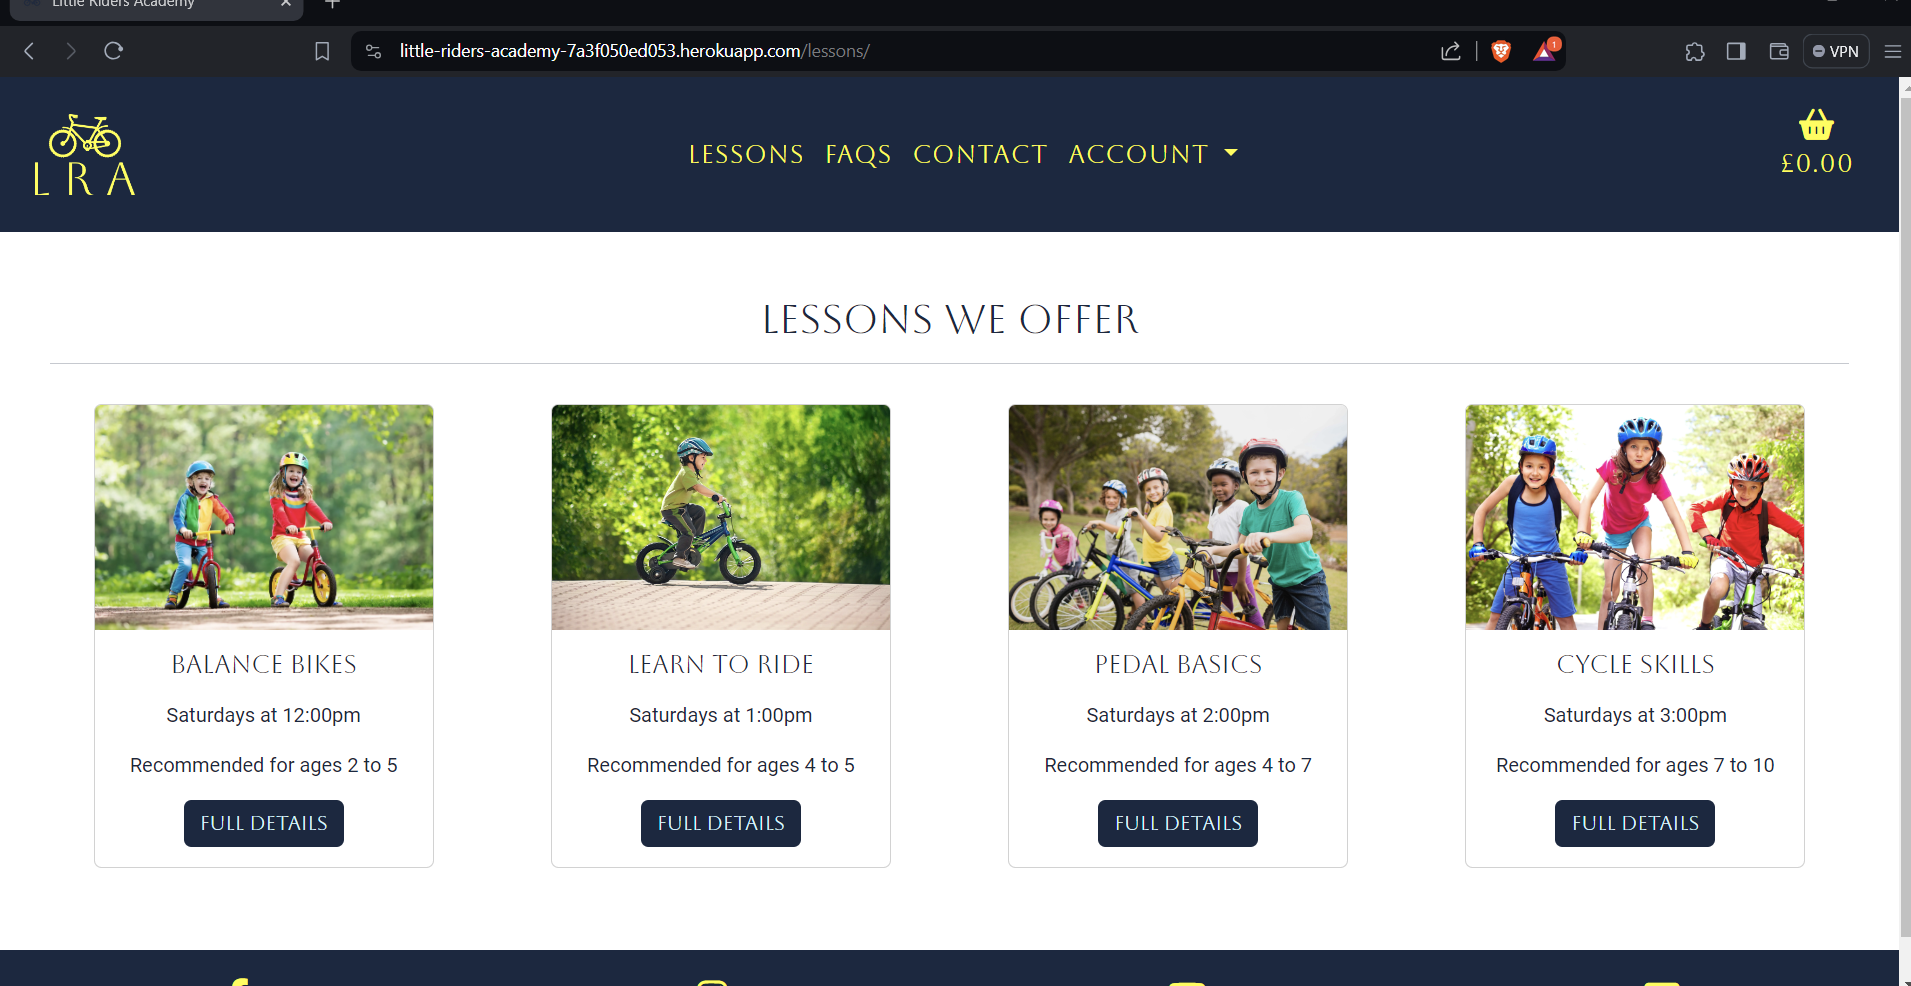 Little Riders Academy
little-riders-academy-7a3f050ed053.herokuapp.com/lessons/
1
VPN
LRA
LESSONS FAQS CONTACT ACCOUNT
£0.00
LESSONS WE OFFER
BALANCE BIKES
Saturdays at 12:00pm
Recommended for ages 2 to 5
FULL DETAILS
LEARN TO RIDE
Saturdays at 1:00pm
Recommended for ages 4 to 5
FULL DETAILS
PEDAL BASICS
Saturdays at 2:00pm
Recommended for ages 4 to 7
FULL DETAILS
CYCLE SKILLS
Saturdays at 3:00pm
Recommended for ages 7 to 10
FULL DETAILS